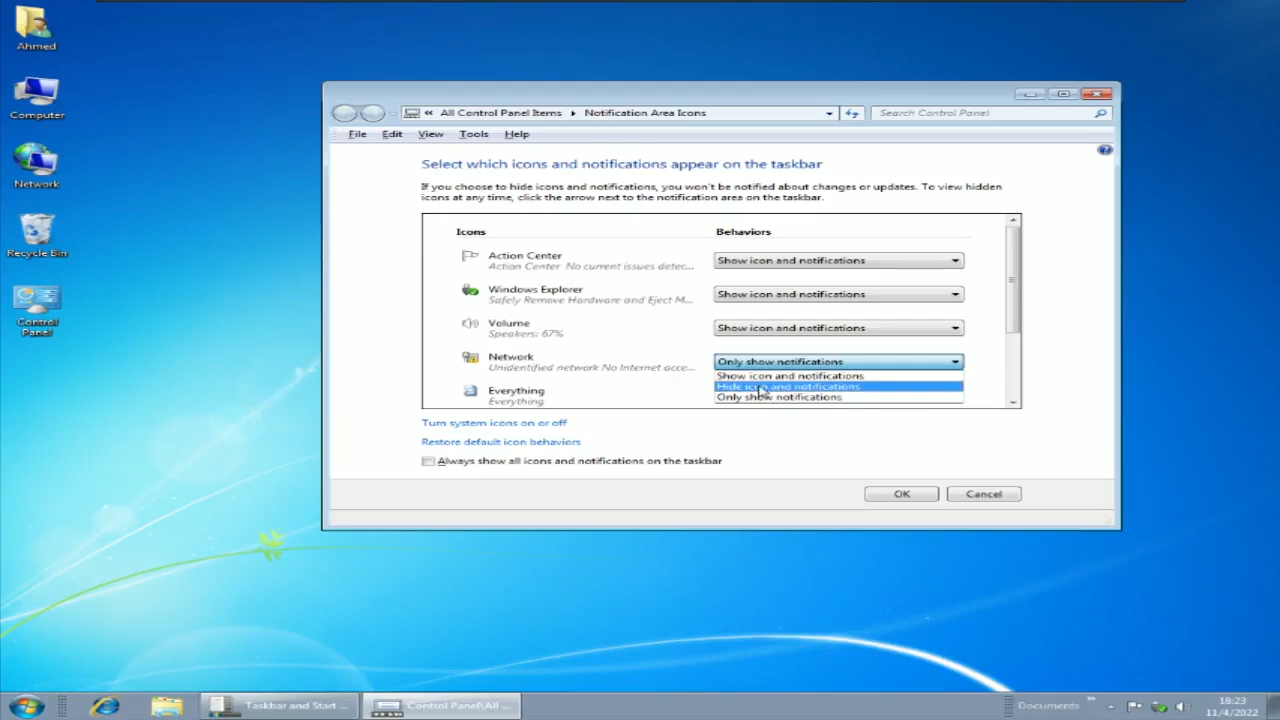 Ahmed
Computer
Network
Recycle Bin
Control
Panel
« All Control Panel Items ▸ Notification Area Icons
Search Control Panel
File Edit View Tools Help
Select which icons and notifications appear on the taskbar
If you choose to hide icons and notifications, you won't be notified about changes or updates. To view hidden
icons at any time, click the arrow next to the notification area on the taskbar.
Icons Behaviors
Action Center
Action Center No current issues detec...
Show icon and notifications
Windows Explorer
Safely Remove Hardware and Eject M...
Show icon and notifications
Volume
Speakers: 67%
Show icon and notifications
Network
Unidentified network No Internet acce...
Only show notifications
Show icon and notifications
Hide icon and notifications
Only show notifications
Everything
Everything
Turn system icons on or off
Restore default icon behaviors
Always show all icons and notifications on the taskbar
OK Cancel
Taskbar and Start ...
Control Panel\All ...
Documents »
18:23
11/4/2022